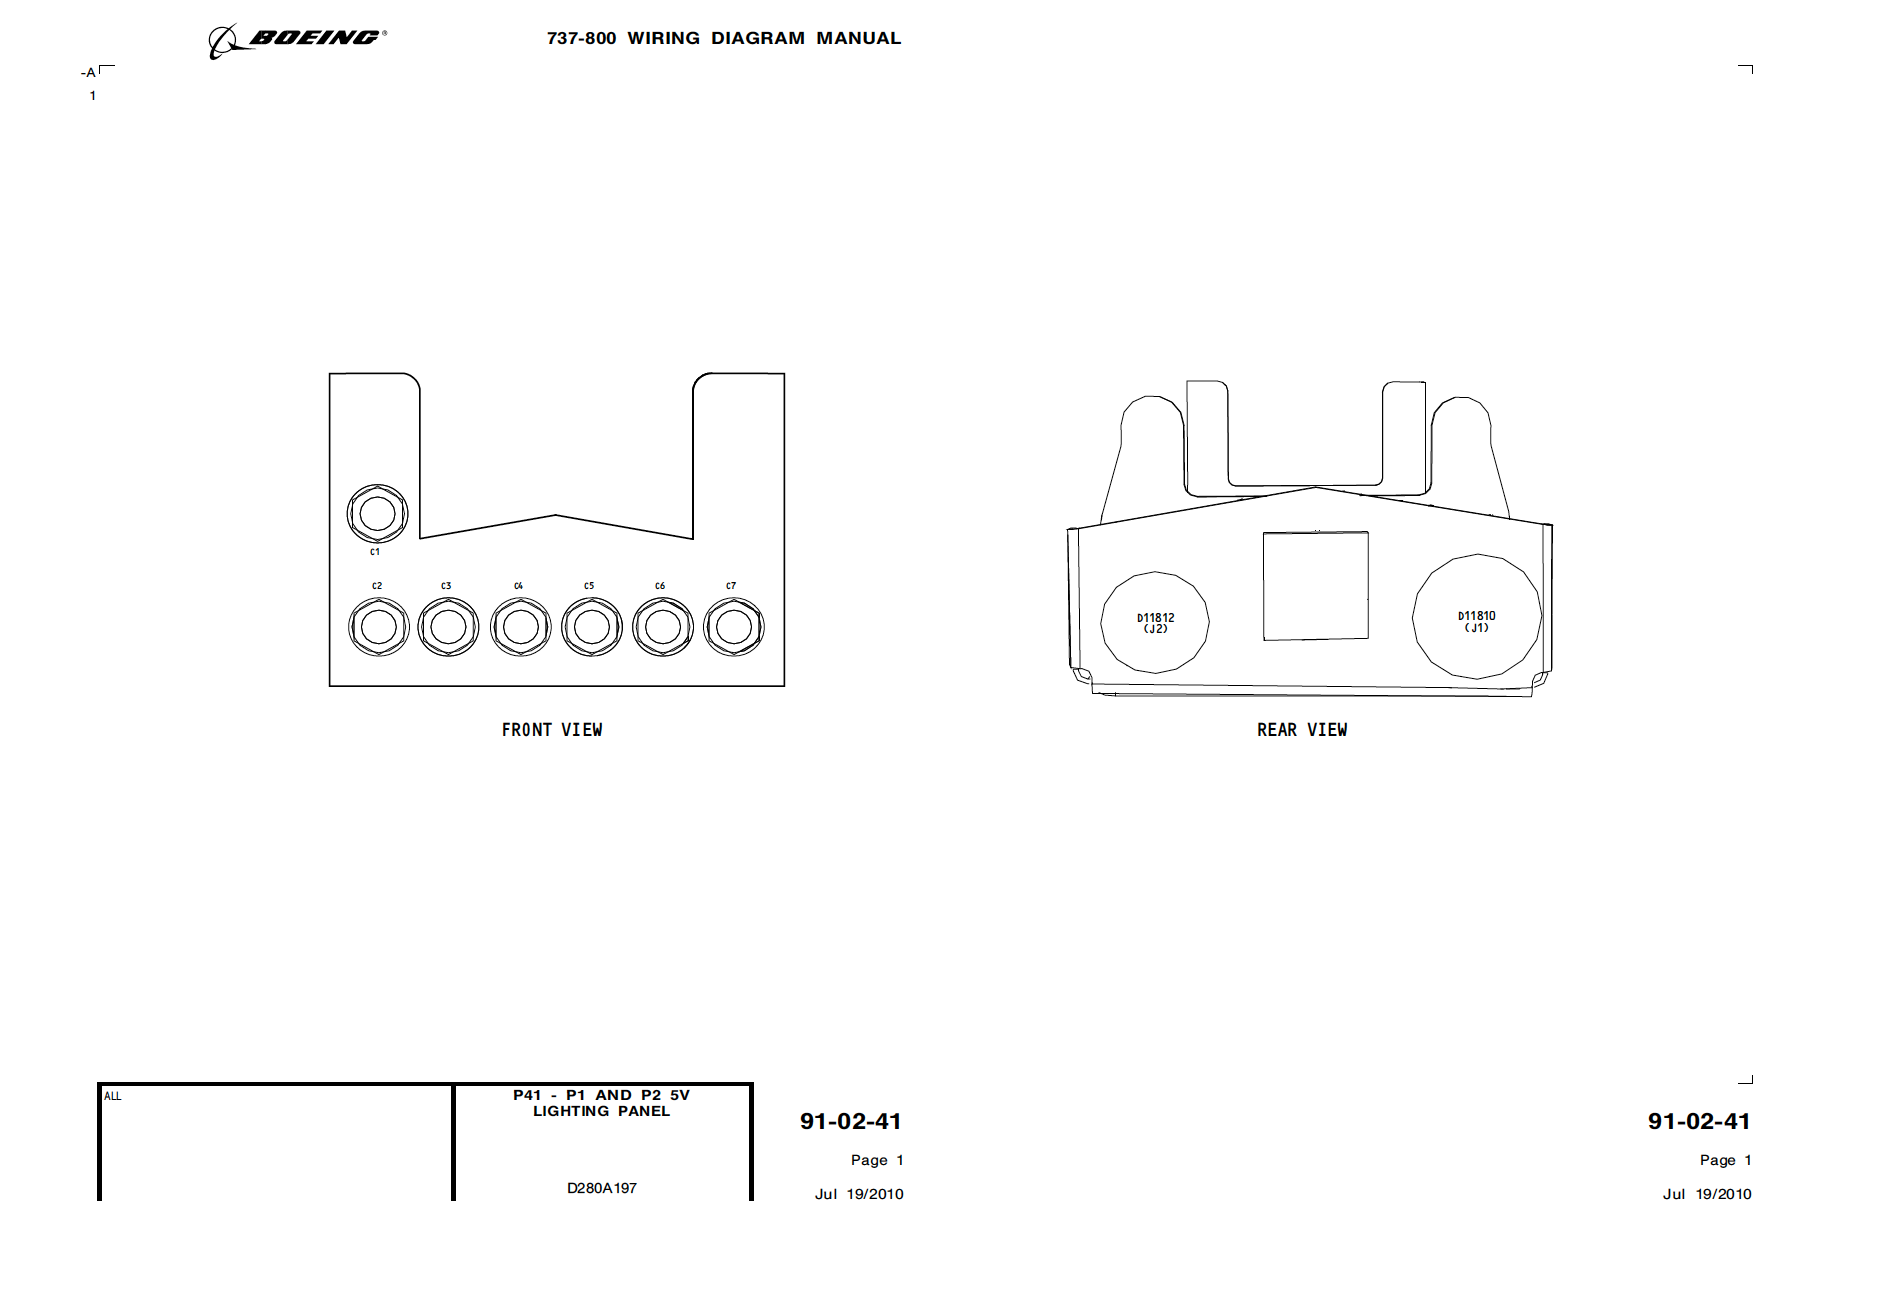 BOEING®
737-800 WIRING DIAGRAM MANUAL
-A
1
C1
C2 C3 C4 C5 C6 C7
FRONT VIEW
D11812
(J2)
D11810
(J1)
REAR VIEW
ALL
P41 - P1 AND P2 5V
LIGHTING PANEL
D280A197
91-02-41
Page 1
Jul 19/2010
91-02-41
Page 1
Jul 19/2010